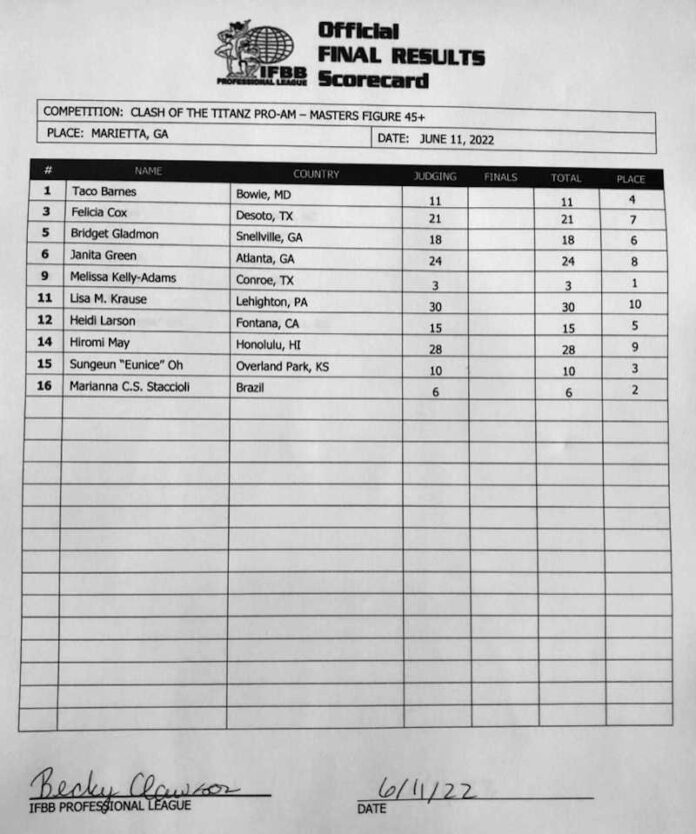 IFBB
PROFESSIONAL LEAGUE
Official
FINAL RESULTS
Scorecard
COMPETITION: CLASH OF THE TITANZ PRO-AM – MASTERS FIGURE 45+
PLACE: MARIETTA, GA DATE: JUNE 11, 2022
# NAME COUNTRY JUDGING FINALS TOTAL PLACE
1 Taco Barnes Bowie, MD 11 11 4
3 Felicia Cox Desoto, TX 21 21 7
5 Bridget Gladmon Snellville, GA 18 18 6
6 Janita Green Atlanta, GA 24 24 8
9 Melissa Kelly-Adams Conroe, TX 3 3 1
11 Lisa M. Krause Lehighton, PA 30 30 10
12 Heidi Larson Fontana, CA 15 15 5
14 Hiromi May Honolulu, HI 28 28 9
15 Sungeun "Eunice" Oh Overland Park, KS 10 10 3
16 Marianna C.S. Staccioli Brazil 6 6 2
Becky Clawson 6/11/22
IFBB PROFESSIONAL LEAGUE DATE